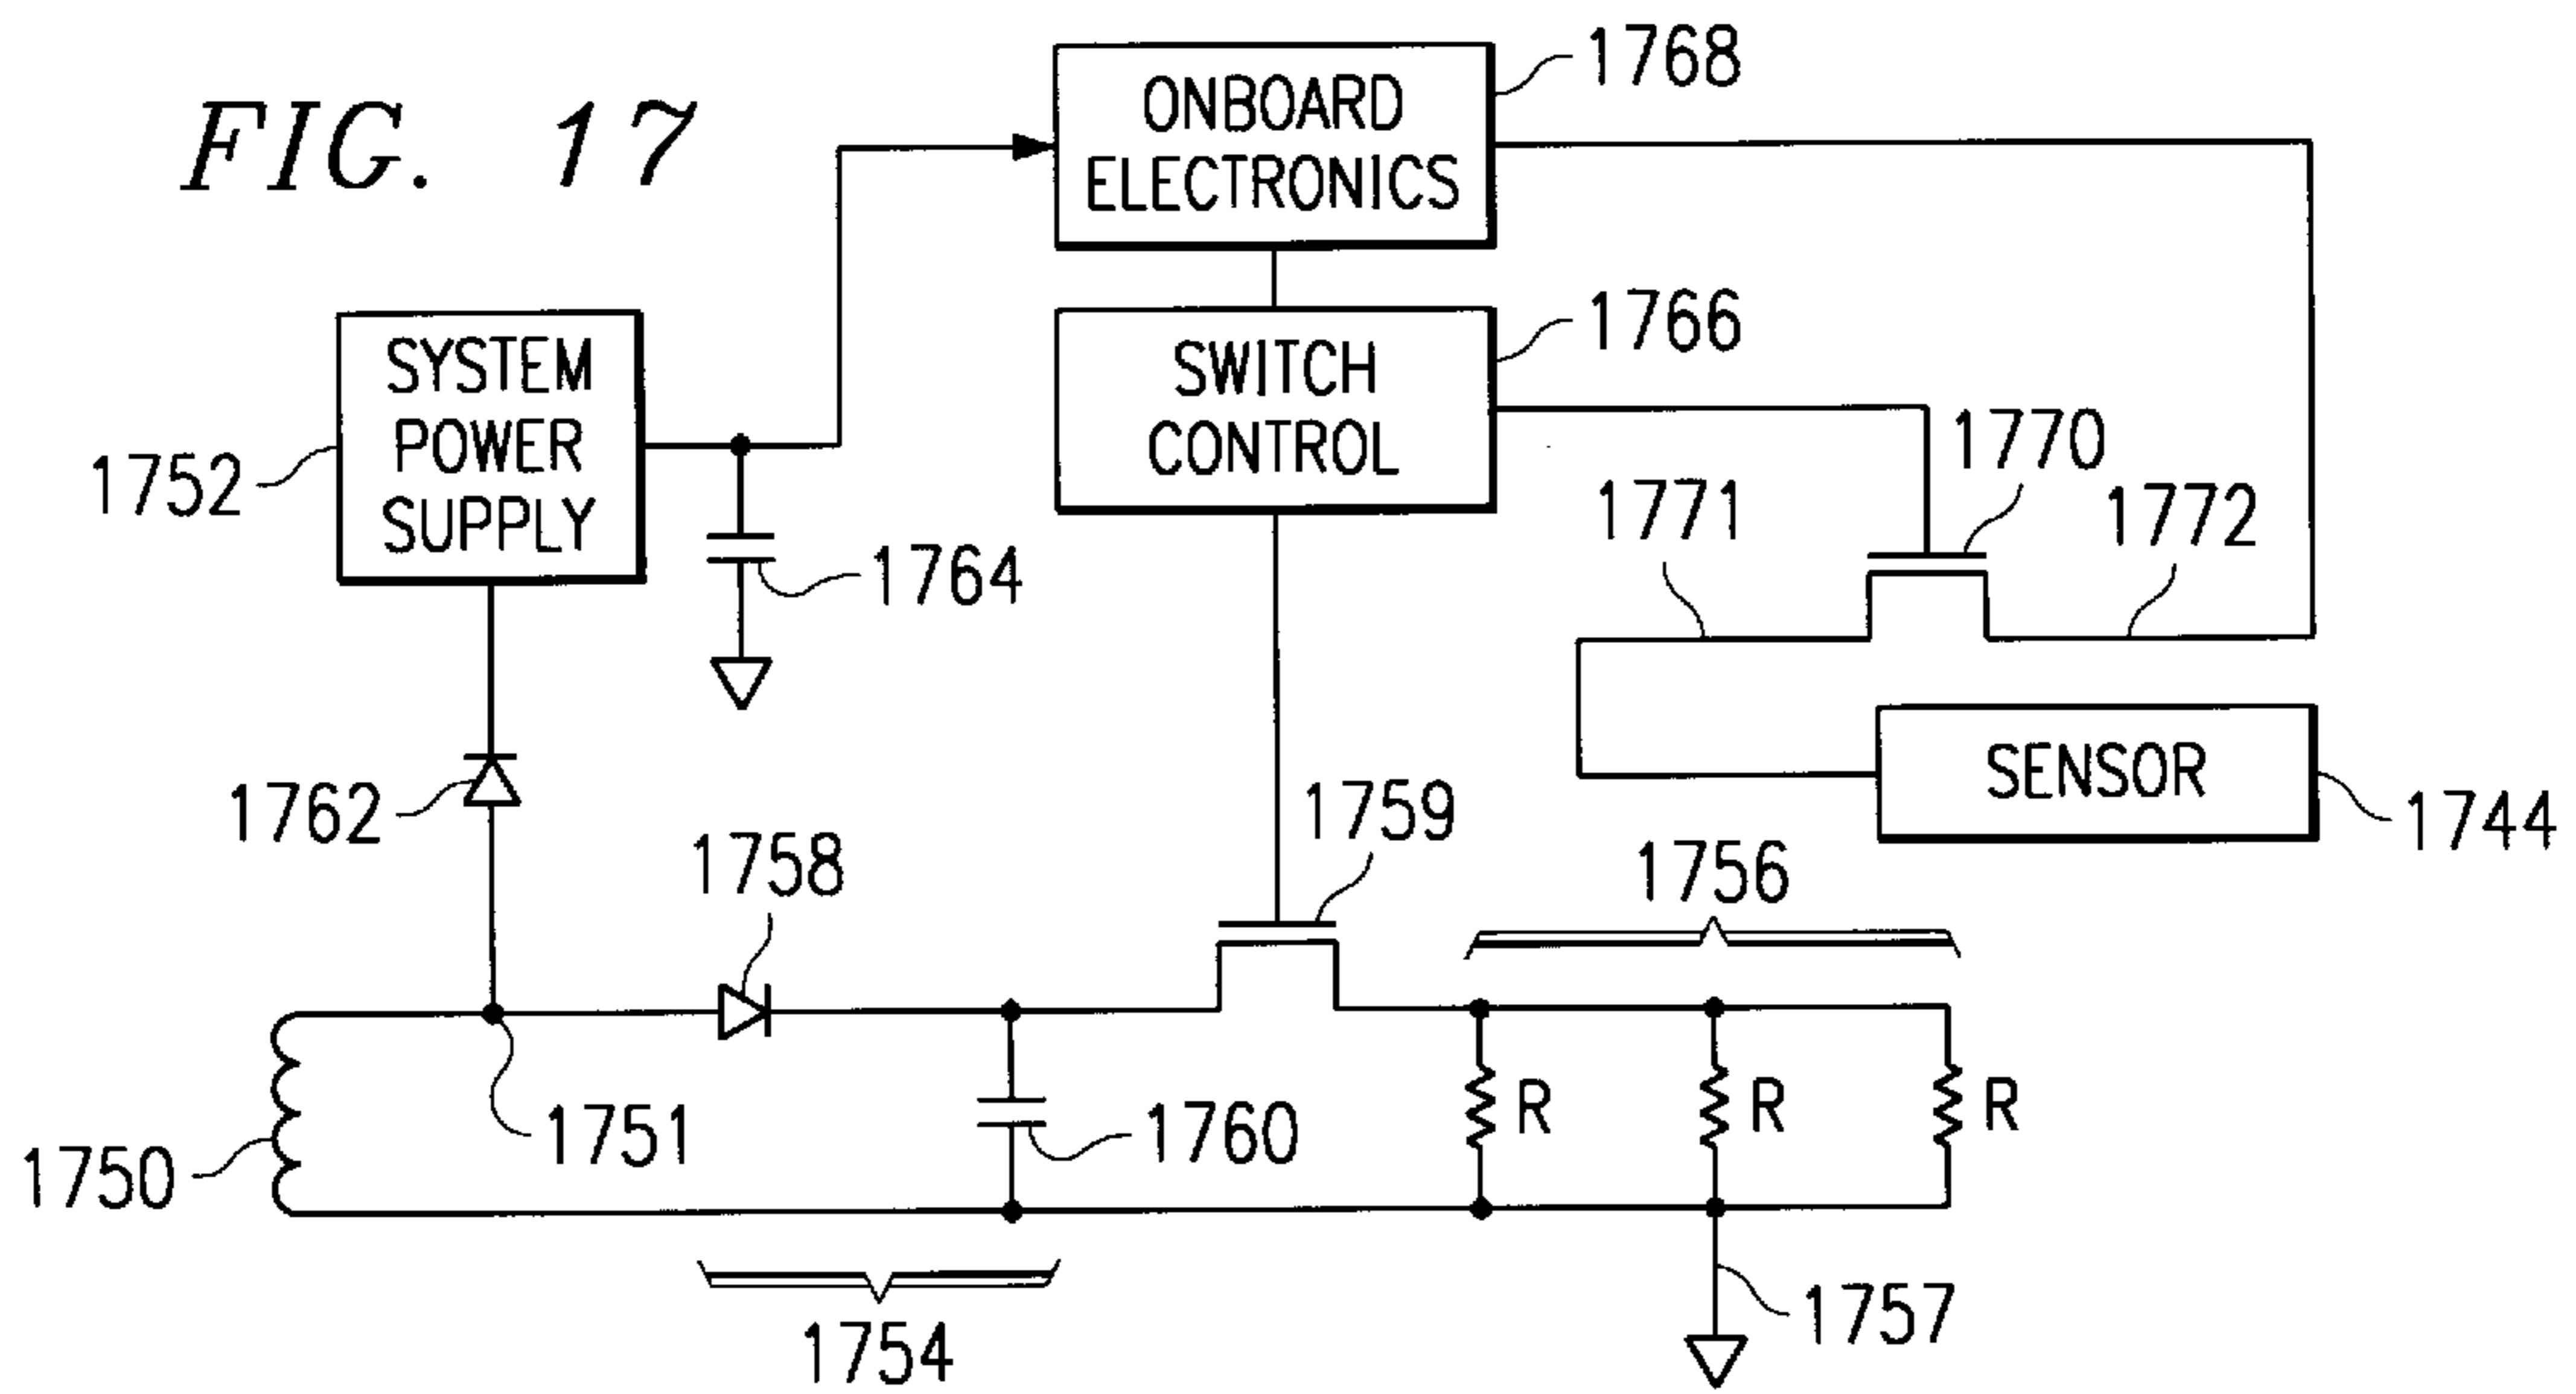 FIG. 17
ONBOARD
ELECTRONICS
1768
SYSTEM
POWER
SUPPLY
1752
1764
SWITCH
CONTROL
1766
1770
1771
1772
SENSOR
1744
1762
1758
1759
1756
1750
1751
1760
R
R
R
1754
1757